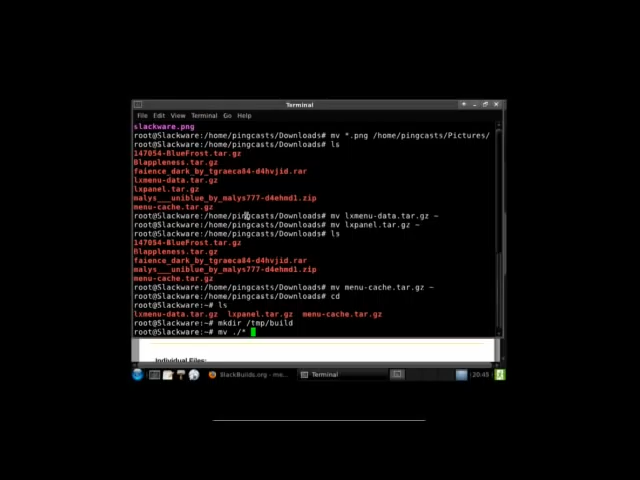 Terminal
File Edit View Terminal Go Help
slackware.png
root@Slackware:/home/pingcasts/Downloads# mv *.png /home/pingcasts/Pictures/
root@Slackware:/home/pingcasts/Downloads# ls
147054-BlueFrost.tar.gz
Blappleness.tar.gz
faience_dark_by_tgraeca84-d4hvjid.rar
lxmenu-data.tar.gz
lxpanel.tar.gz
malys___uniblue_by_malys777-d4ehmd1.zip
menu-cache.tar.gz
root@Slackware:/home/pingcasts/Downloads# mv lxmenu-data.tar.gz ~
root@Slackware:/home/pingcasts/Downloads# mv lxpanel.tar.gz ~
root@Slackware:/home/pingcasts/Downloads# ls
147054-BlueFrost.tar.gz
Blappleness.tar.gz
faience_dark_by_tgraeca84-d4hvjid.rar
malys___uniblue_by_malys777-d4ehmd1.zip
menu-cache.tar.gz
root@Slackware:/home/pingcasts/Downloads# mv menu-cache.tar.gz ~
root@Slackware:/home/pingcasts/Downloads# cd
root@Slackware:~# ls
lxmenu-data.tar.gz lxpanel.tar.gz menu-cache.tar.gz
root@Slackware:~# mkdir /tmp/build
root@Slackware:~# mv ./*
Individual Files:
SlackBuilds.org - me... Terminal 20:45